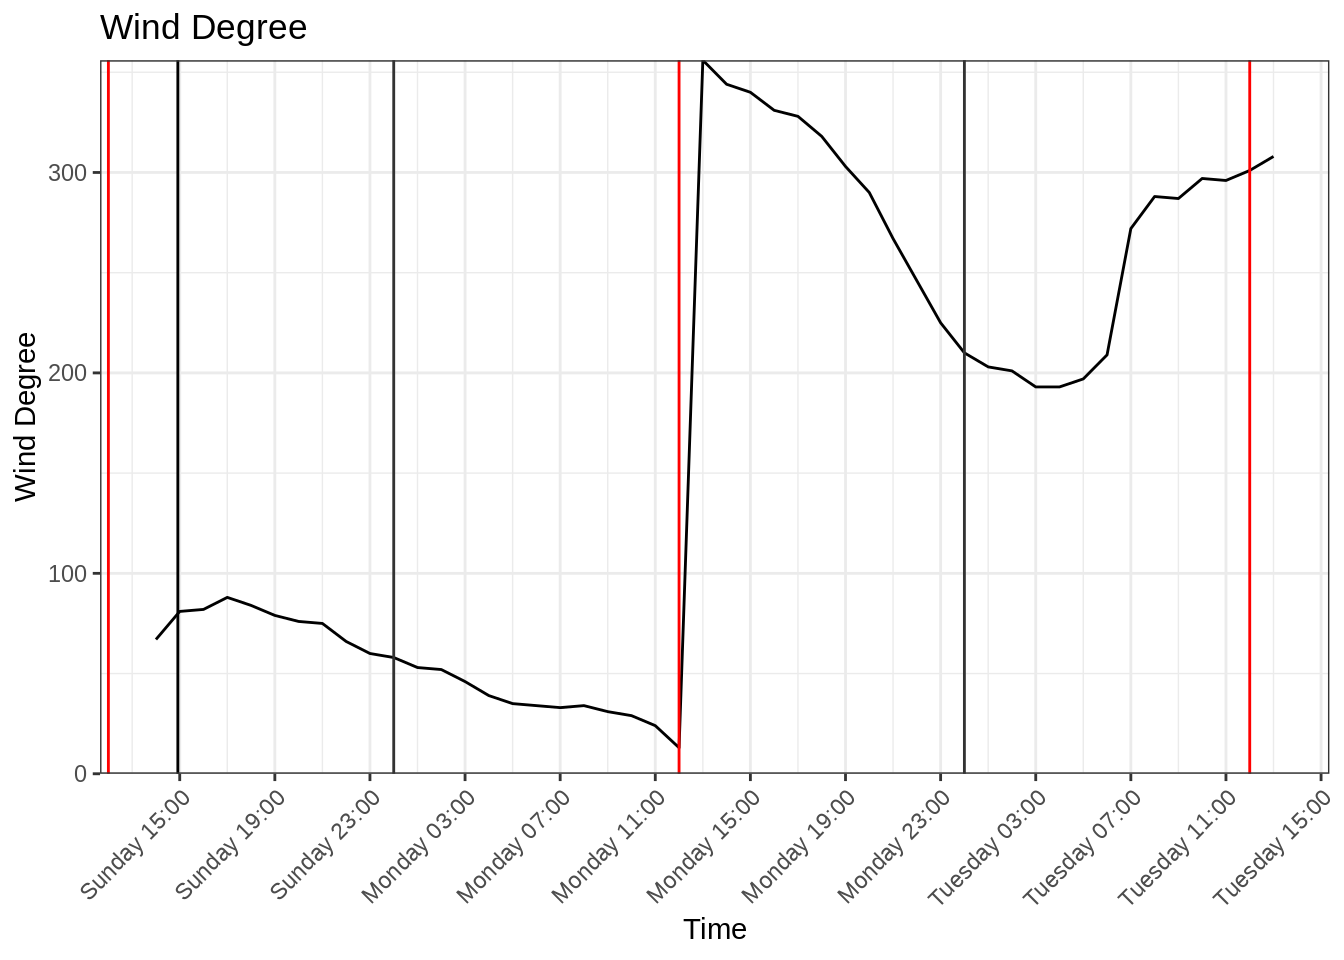 Wind Degree
Wind Degree
300
200
100
0
Sunday 15:00
Sunday 19:00
Sunday 23:00
Monday 03:00
Monday 07:00
Monday 11:00
Monday 15:00
Monday 19:00
Monday 23:00
Tuesday 03:00
Tuesday 07:00
Tuesday 11:00
Tuesday 15:00
Time